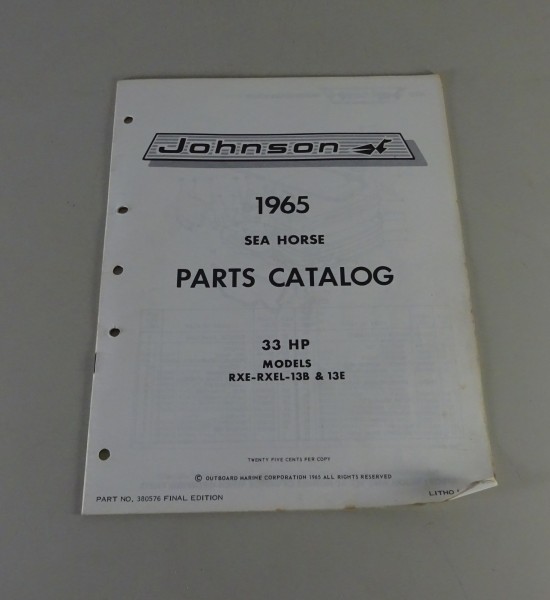 Johnson
1965
SEA HORSE
PARTS CATALOG
33 HP
MODELS
RXE-RXEL-13B & 13E
TWENTY FIVE CENTS PER COPY
© OUTBOARD MARINE CORPORATION 1965 ALL RIGHTS RESERVED
PART NO. 380576 FINAL EDITION
LITHO